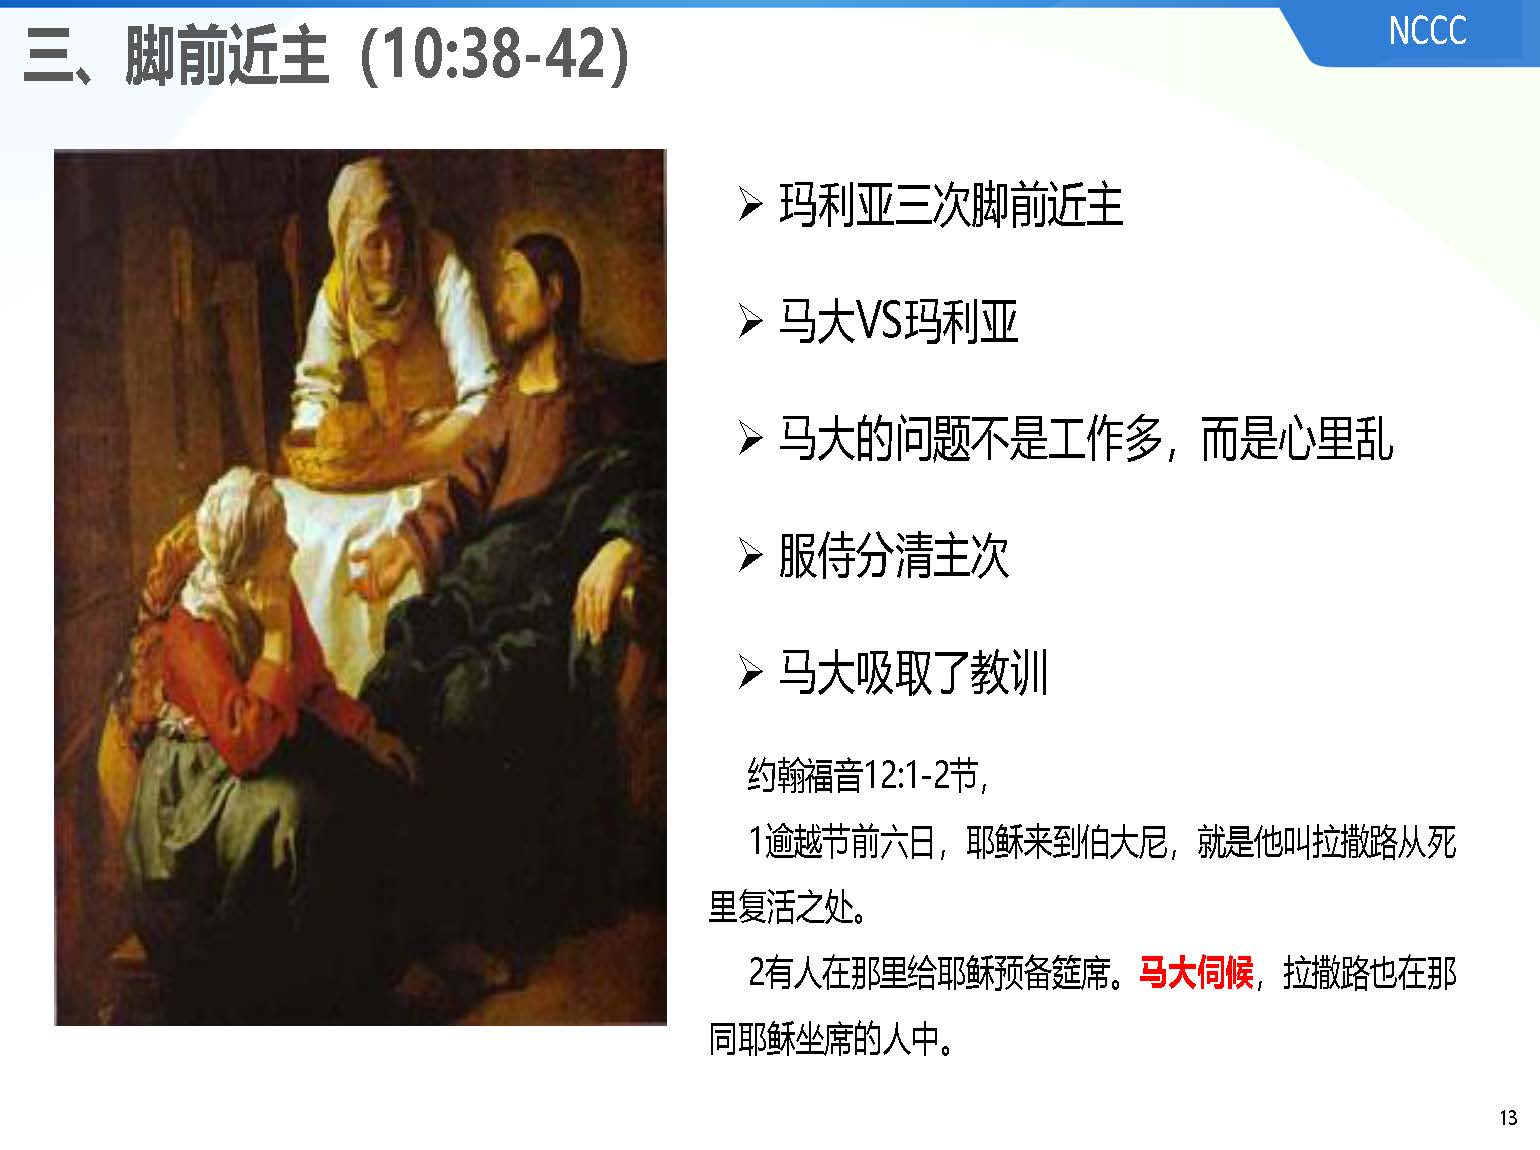 三、脚前近主（10:38-42）
NCCC
➢ 玛利亚三次脚前近主
➢ 马大VS玛利亚
➢ 马大的问题不是工作多，而是心里乱
➢ 服侍分清主次
➢ 马大吸取了教训
约翰福音12:1-2节，
1逾越节前六日，耶稣来到伯大尼，就是他叫拉撒路从死
里复活之处。
2有人在那里给耶稣预备筵席。马大伺候，拉撒路也在那
同耶稣坐席的人中。
13